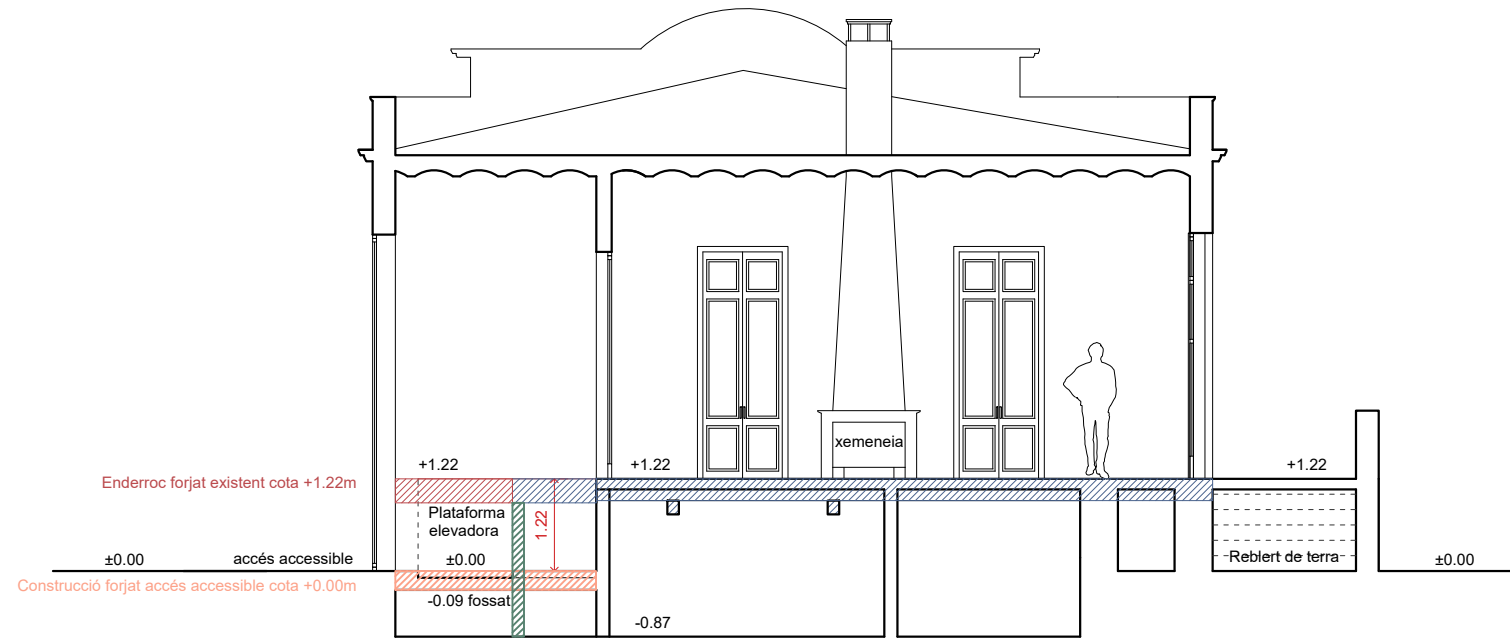 xemeneia
+1.22
+1.22
+1.22
Enderroc forjat existent cota +1.22m
Plataforma
elevadora
1.22
±0.00
accés accessible
±0.00
Reblert de terra
±0.00
Construcció forjat accés accessible cota +0.00m
-0.09 fossat
-0.87